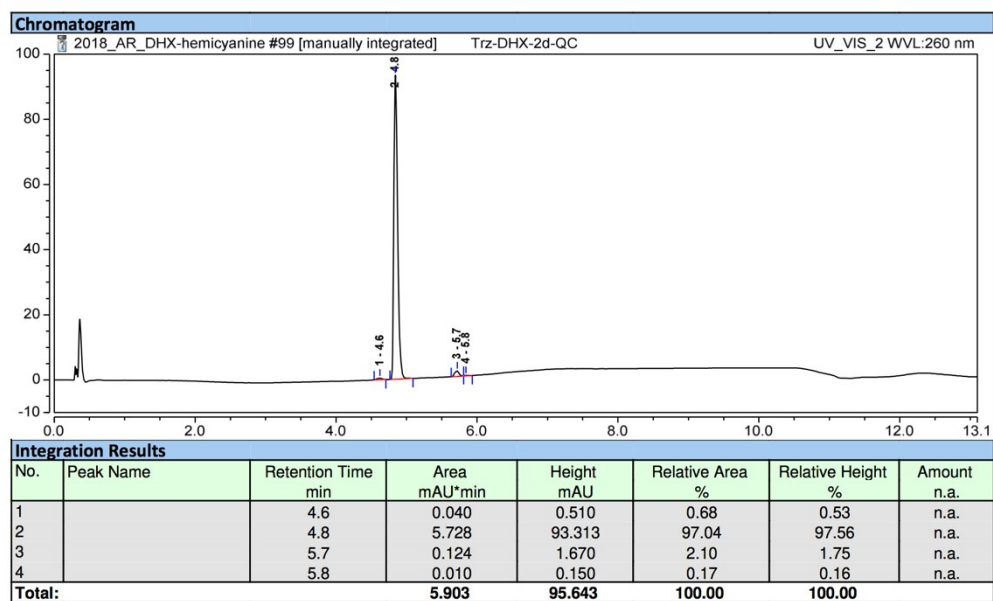 Chromatogram
2018_AR_DHX-hemicyanine #99 [manually integrated] Trz-DHX-2d-QC UV_VIS_2 WVL:260 nm
100
80
60
40
20
0
-10
1 - 4.6
2 - 4.8
3 - 5.7
4 - 5.8
0.0 2.0 4.0 6.0 8.0 10.0 12.0 13.1
Integration Results
No. Peak Name Retention Time Area Height Relative Area Relative Height Amount
min mAU*min mAU % % n.a.
1 4.6 0.040 0.510 0.68 0.53 n.a.
2 4.8 5.728 93.313 97.04 97.56 n.a.
3 5.7 0.124 1.670 2.10 1.75 n.a.
4 5.8 0.010 0.150 0.17 0.16 n.a.
Total: 5.903 95.643 100.00 100.00